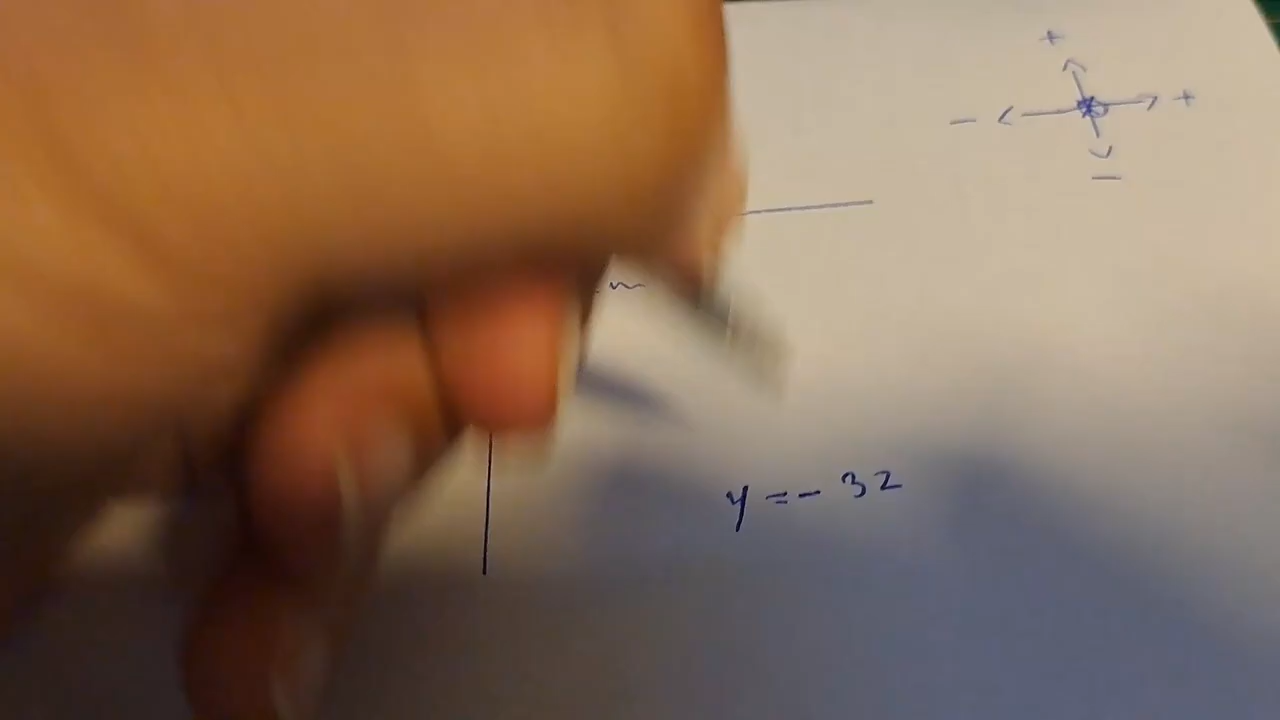 +
- +
-
m
y = - 32